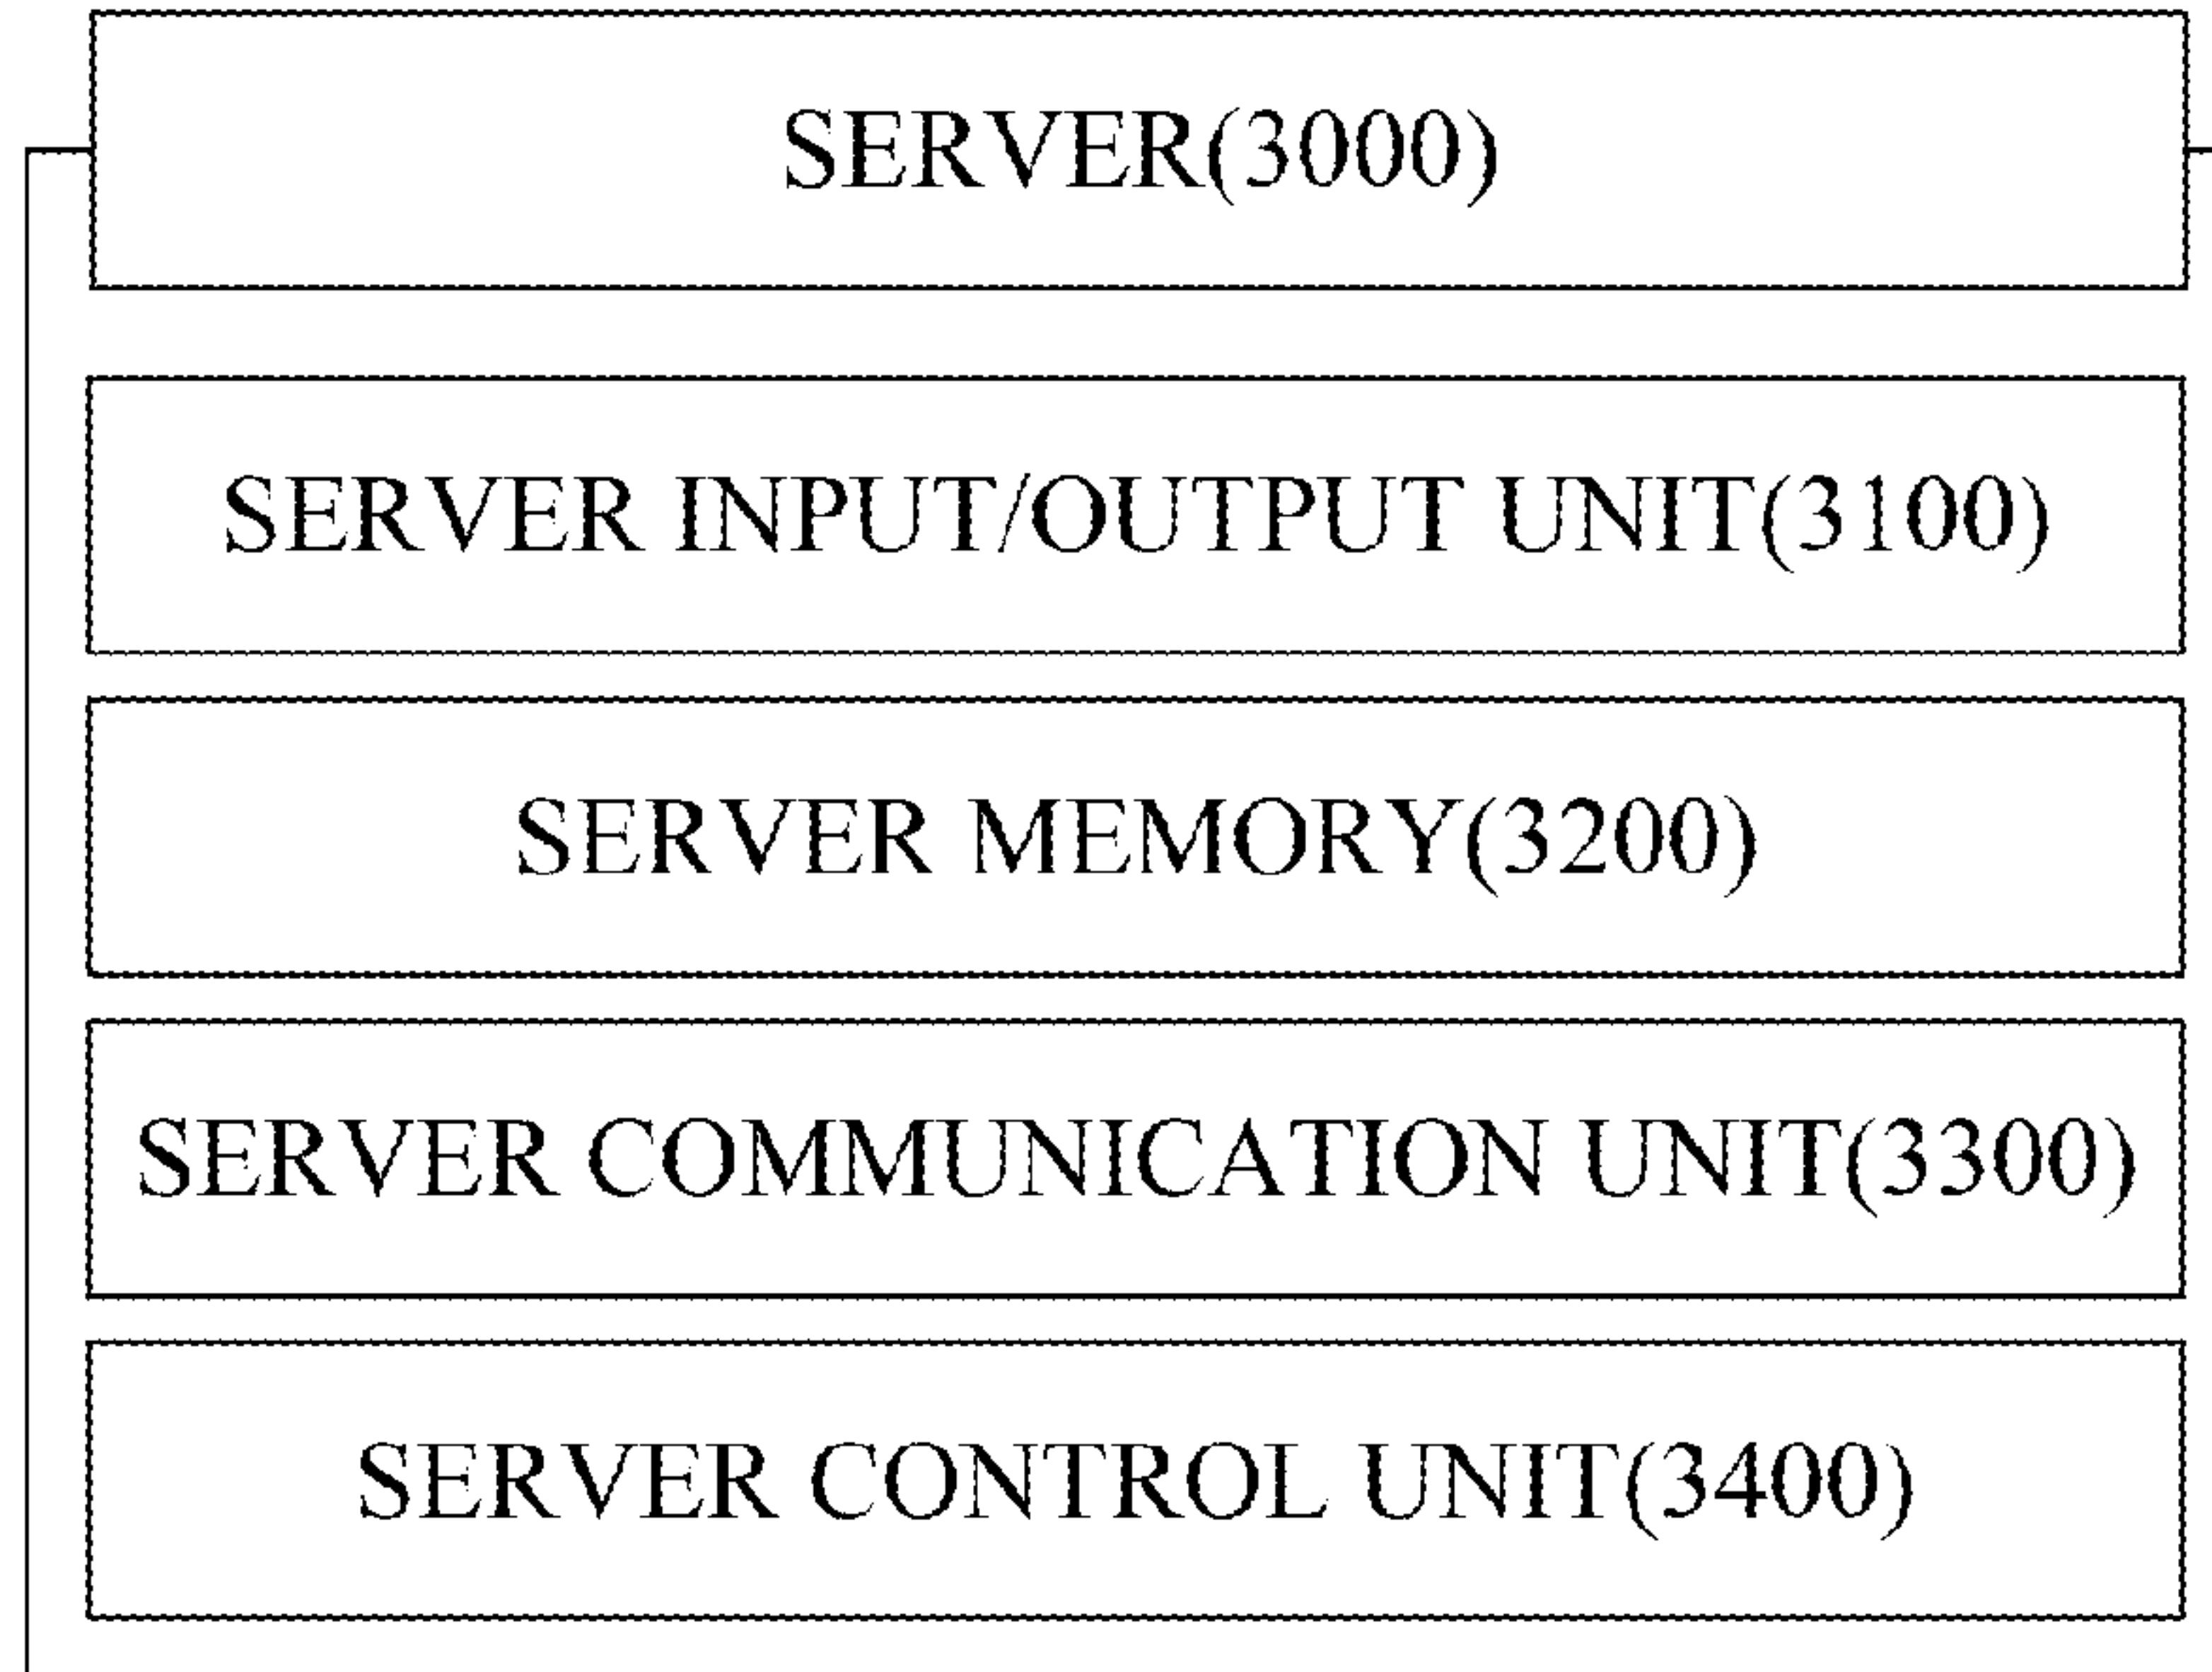 SERVER(3000)
SERVER INPUT/OUTPUT UNIT(3100)
SERVER MEMORY(3200)
SERVER COMMUNICATION UNIT(3300)
SERVER CONTROL UNIT(3400)